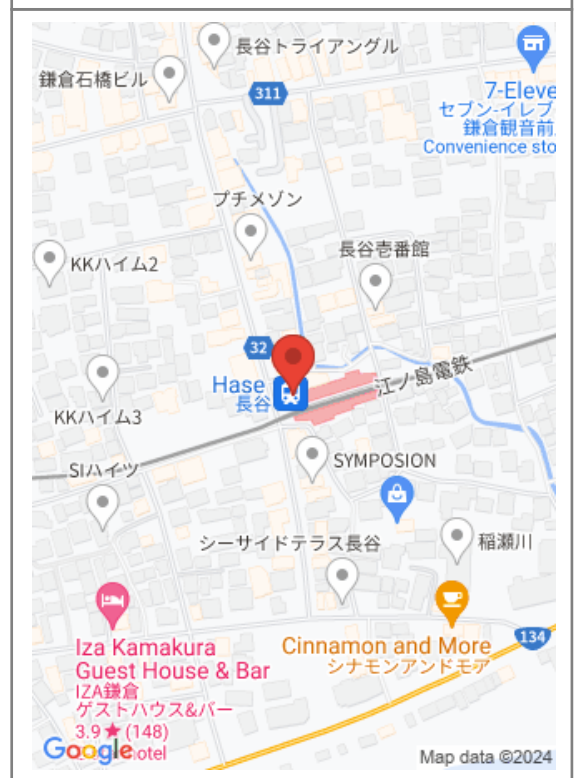 長谷トライアングル
鎌倉石橋ビル
311
7-Eleve
セブン-イレブ
鎌倉観音前
Convenience sto
プチメゾン
長谷壱番館
KKハイム2
32
Hase
長谷
江ノ島電鉄
KKハイム3
SYMPOSION
SIハイツ
シーサイドテラス長谷
稲瀬川
134
Iza Kamakura
Guest House & Bar
IZA鎌倉
ゲストハウス&バー
3.9★(148)
hotel
Cinnamon and More
シナモンアンドモア
Google
Map data ©2024